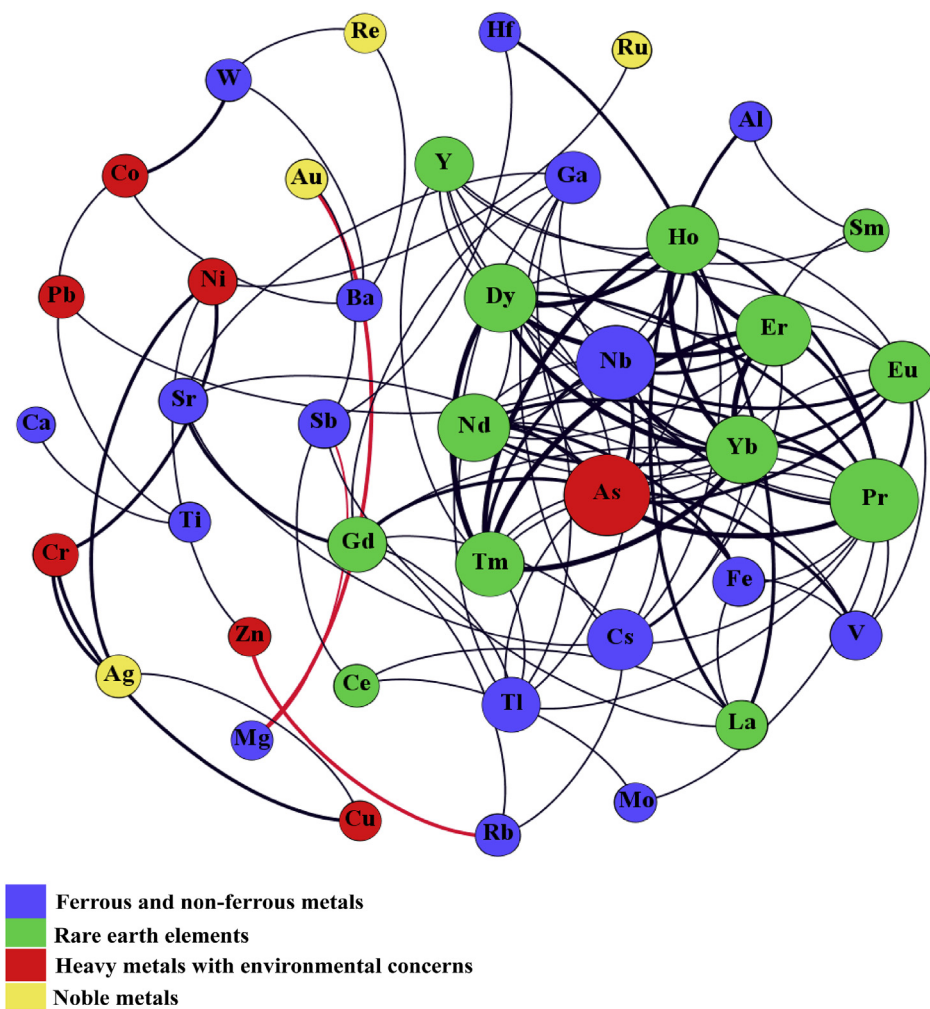 Re
Hf
Ru
W
Al
Co
Y
Au
Ga
Sm
Ho
Ni
Pb
Ba
Dy
Er
Nb
Eu
Sr
Ca
Sb
Nd
Yb
As
Pr
Ti
Gd
Cr
Tm
Fe
Zn
Cs
V
Ag
Ce
Tl
La
Mg
Mo
Cu
Rb
Ferrous and non-ferrous metals
Rare earth elements
Heavy metals with environmental concerns
Noble metals